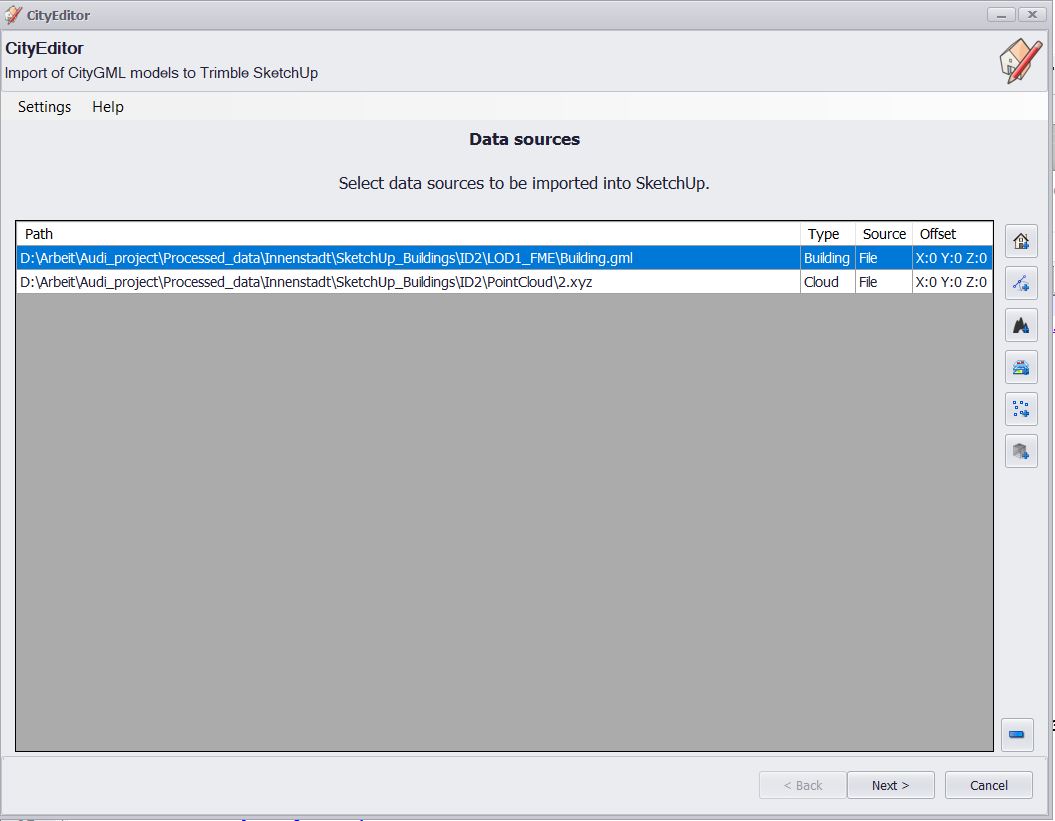 CityEditor
CityEditor
Import of CityGML models to Trimble SketchUp
Settings Help
Data sources
Select data sources to be imported into SketchUp.
Path Type Source Offset
D:\Arbeit\Audi_project\Processed_data\Innenstadt\SketchUp_Buildings\ID2\LOD1_FME\Building.gml Building File X:0 Y:0 Z:0
D:\Arbeit\Audi_project\Processed_data\Innenstadt\SketchUp_Buildings\ID2\PointCloud\2.xyz Cloud File X:0 Y:0 Z:0
< Back Next > Cancel